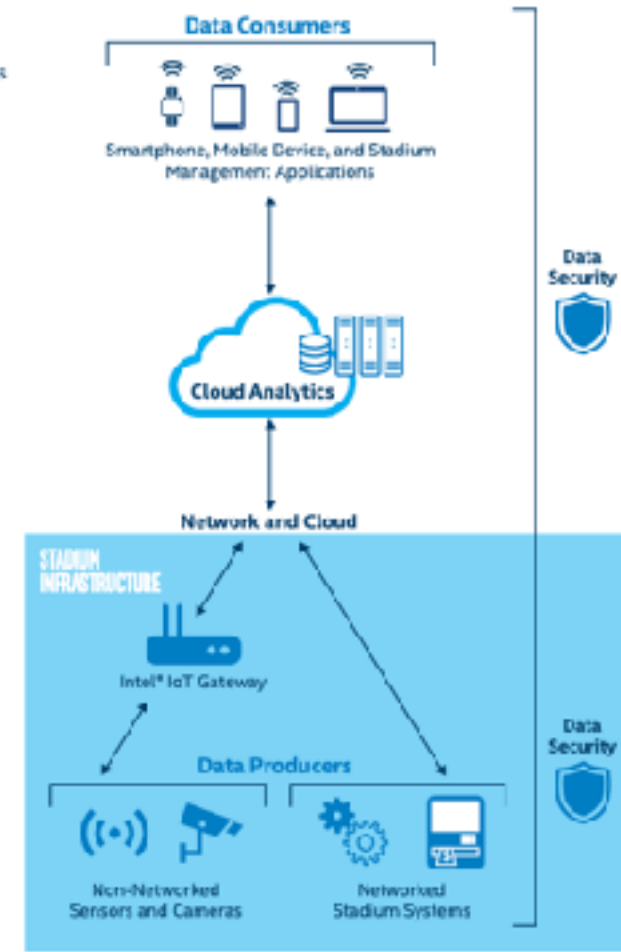 Data Consumers
Smartphone, Mobile Device, and Stadium
Management Applications
Data
Security
Cloud Analytics
Network and Cloud
STADIUM
INFRASTRUCTURE
Intel® IoT Gateway
Data
Security
Data Producers
Non-Networked
Sensors and Cameras
Networked
Stadium Systems